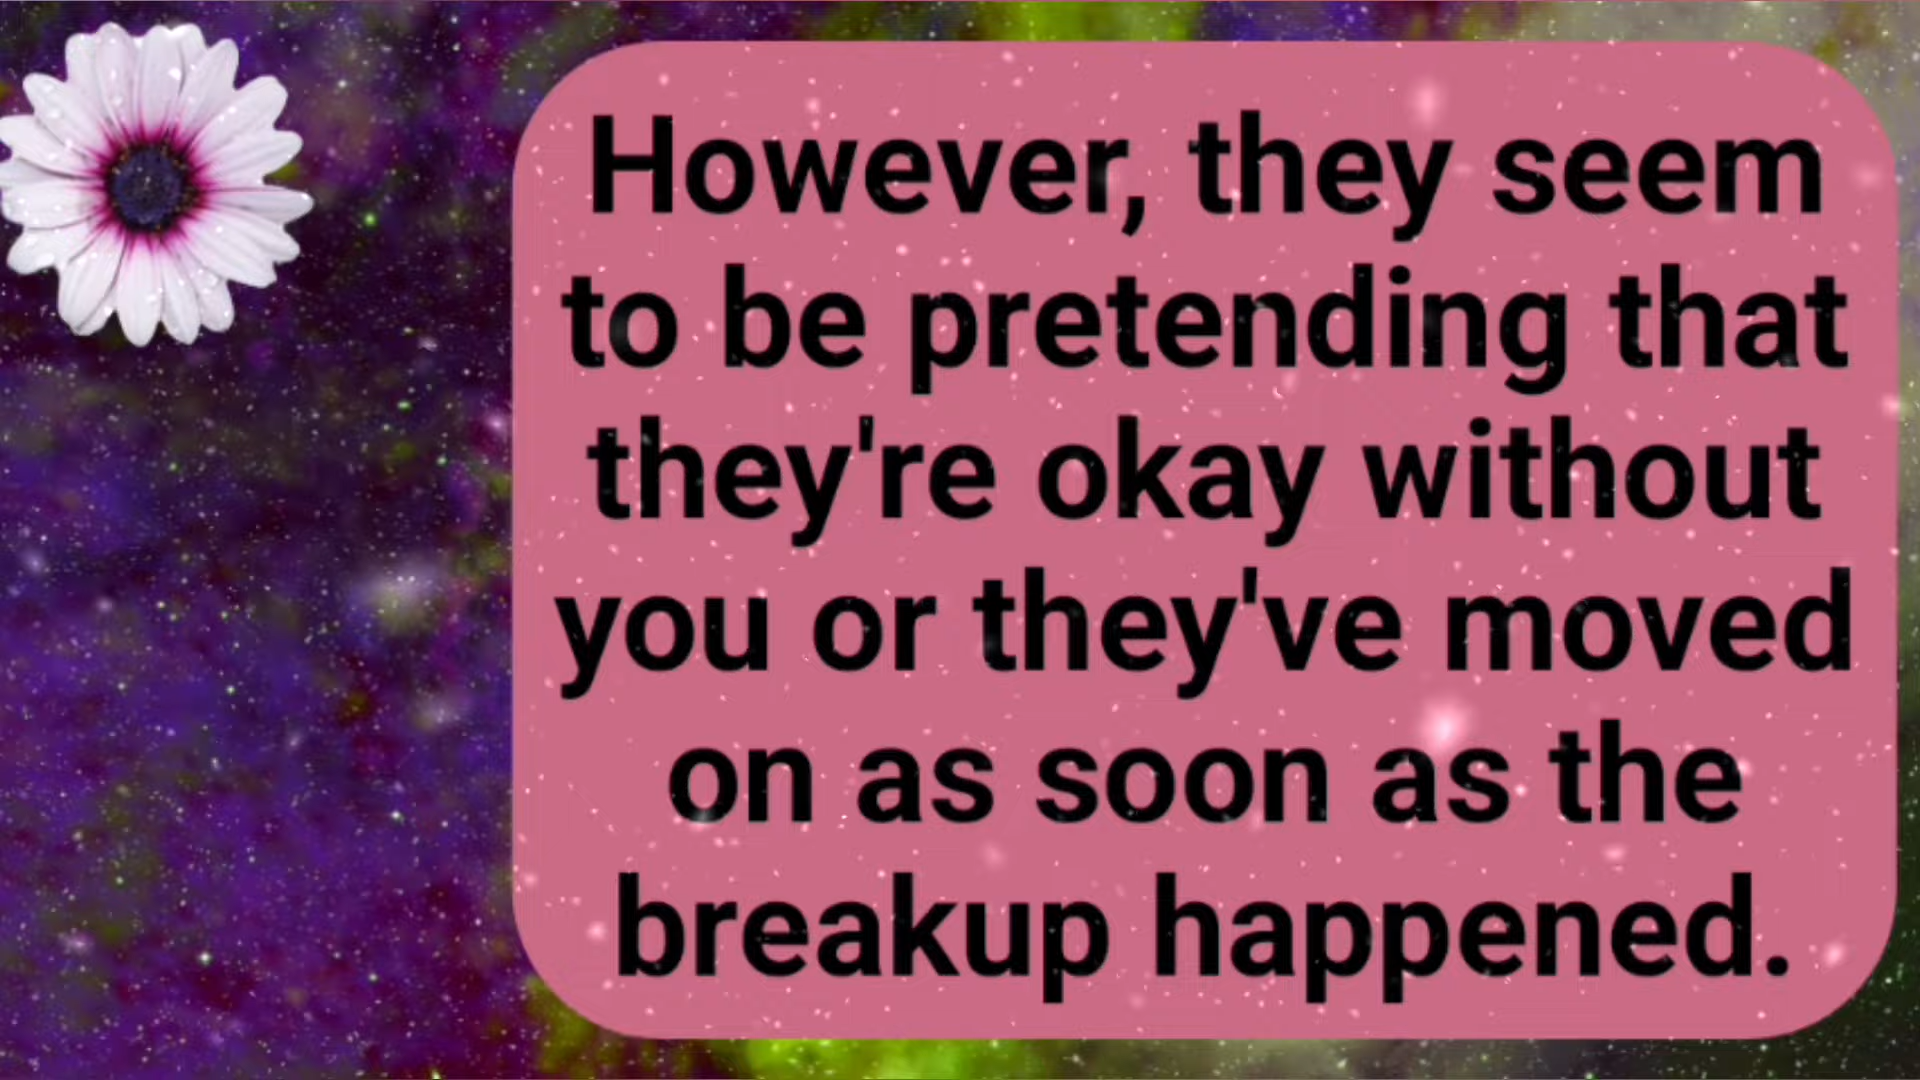 However, they seem
to be pretending that
they're okay without
you or they've moved
on as soon as the
breakup happened.